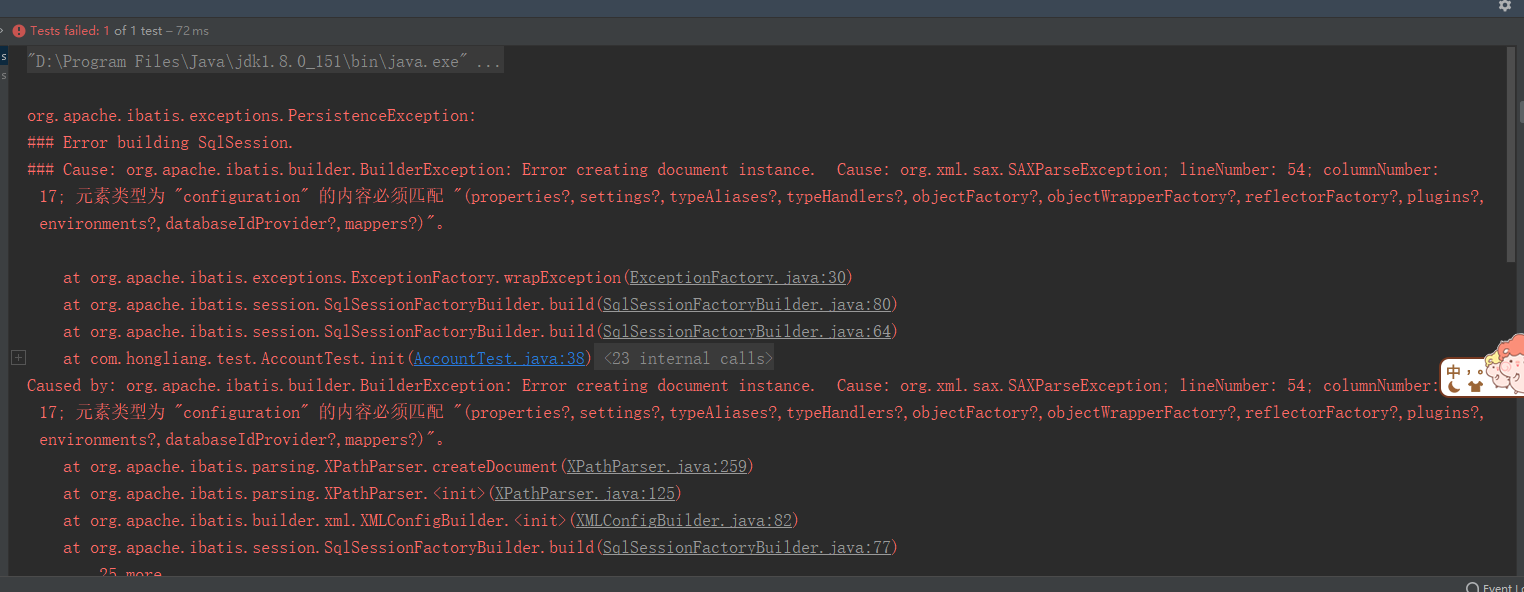 Tests failed: 1 of 1 test – 72 ms
"D:\Program Files\Java\jdk1.8.0_151\bin\java.exe" ...
org.apache.ibatis.exceptions.PersistenceException:
### Error building SqlSession.
### Cause: org.apache.ibatis.builder.BuilderException: Error creating document instance.  Cause: org.xml.sax.SAXParseException; lineNumber: 54; columnNumber:
17; 元素类型为 "configuration" 的内容必须匹配 "(properties?,settings?,typeAliases?,typeHandlers?,objectFactory?,objectWrapperFactory?,reflectorFactory?,plugins?,
environments?,databaseIdProvider?,mappers?)"。
at org.apache.ibatis.exceptions.ExceptionFactory.wrapException(ExceptionFactory.java:30)
at org.apache.ibatis.session.SqlSessionFactoryBuilder.build(SqlSessionFactoryBuilder.java:80)
at org.apache.ibatis.session.SqlSessionFactoryBuilder.build(SqlSessionFactoryBuilder.java:64)
at com.hongliang.test.AccountTest.init(AccountTest.java:38) <23 internal calls>
Caused by: org.apache.ibatis.builder.BuilderException: Error creating document instance.  Cause: org.xml.sax.SAXParseException; lineNumber: 54; columnNumber:
17; 元素类型为 "configuration" 的内容必须匹配 "(properties?,settings?,typeAliases?,typeHandlers?,objectFactory?,objectWrapperFactory?,reflectorFactory?,plugins?,
environments?,databaseIdProvider?,mappers?)"。
at org.apache.ibatis.parsing.XPathParser.createDocument(XPathParser.java:259)
at org.apache.ibatis.parsing.XPathParser.<init>(XPathParser.java:125)
at org.apache.ibatis.builder.xml.XMLConfigBuilder.<init>(XMLConfigBuilder.java:82)
at org.apache.ibatis.session.SqlSessionFactoryBuilder.build(SqlSessionFactoryBuilder.java:77)
25 more
中，。
Event Lo